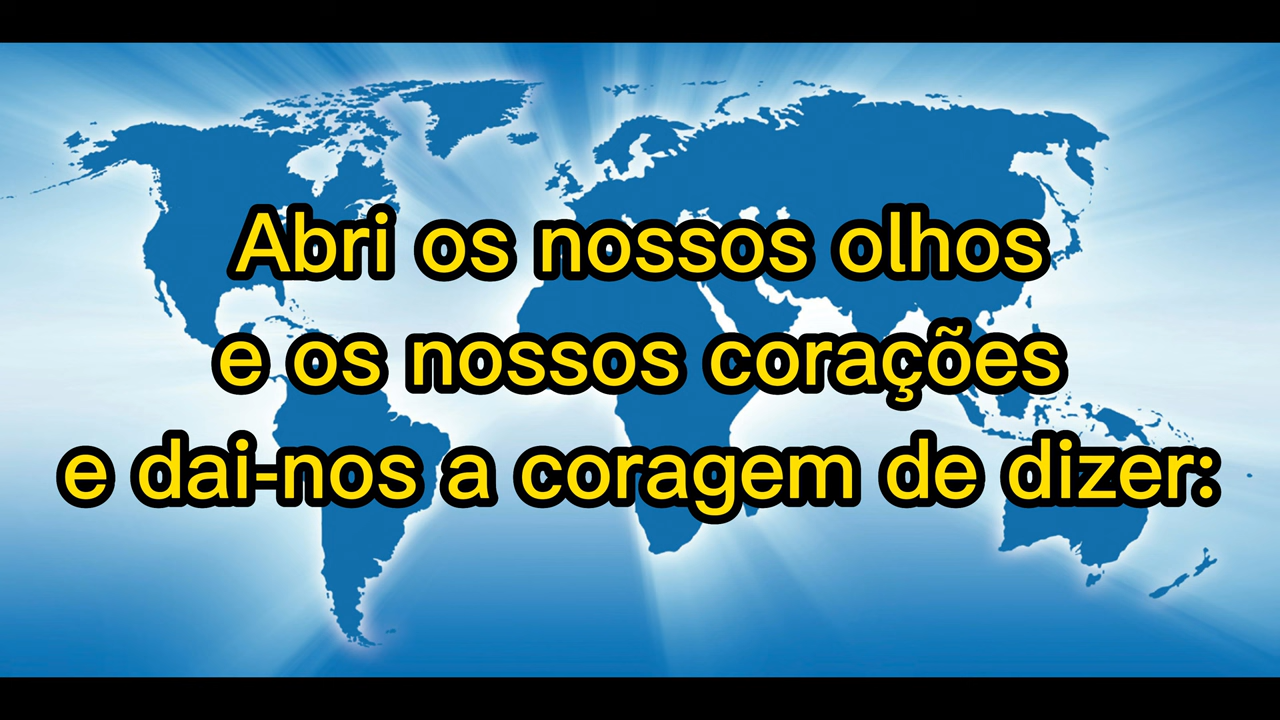 Abri os nossos olhos
e os nossos corações
e dai-nos a coragem de dizer: